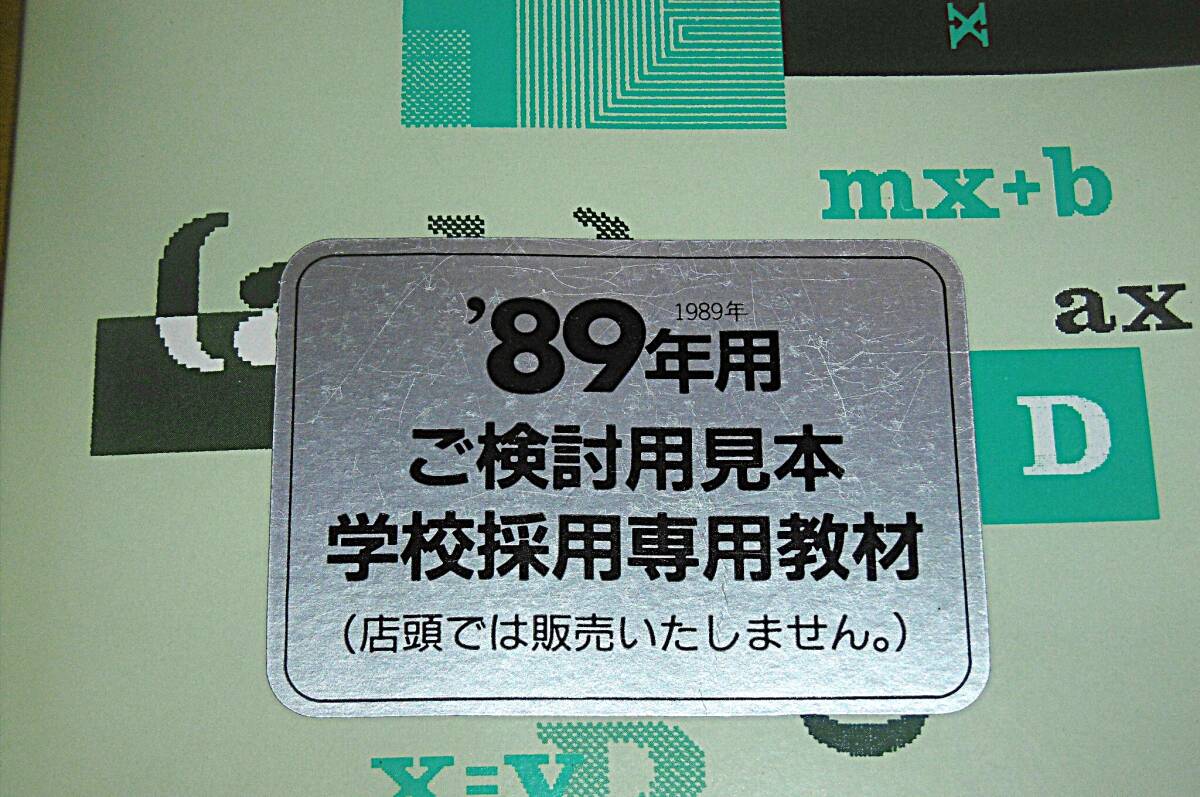 x
mx+b
ax
D
’89年用
1989年
ご検討用見本
学校採用専用教材
（店頭では販売いたしません。）
x=y
D